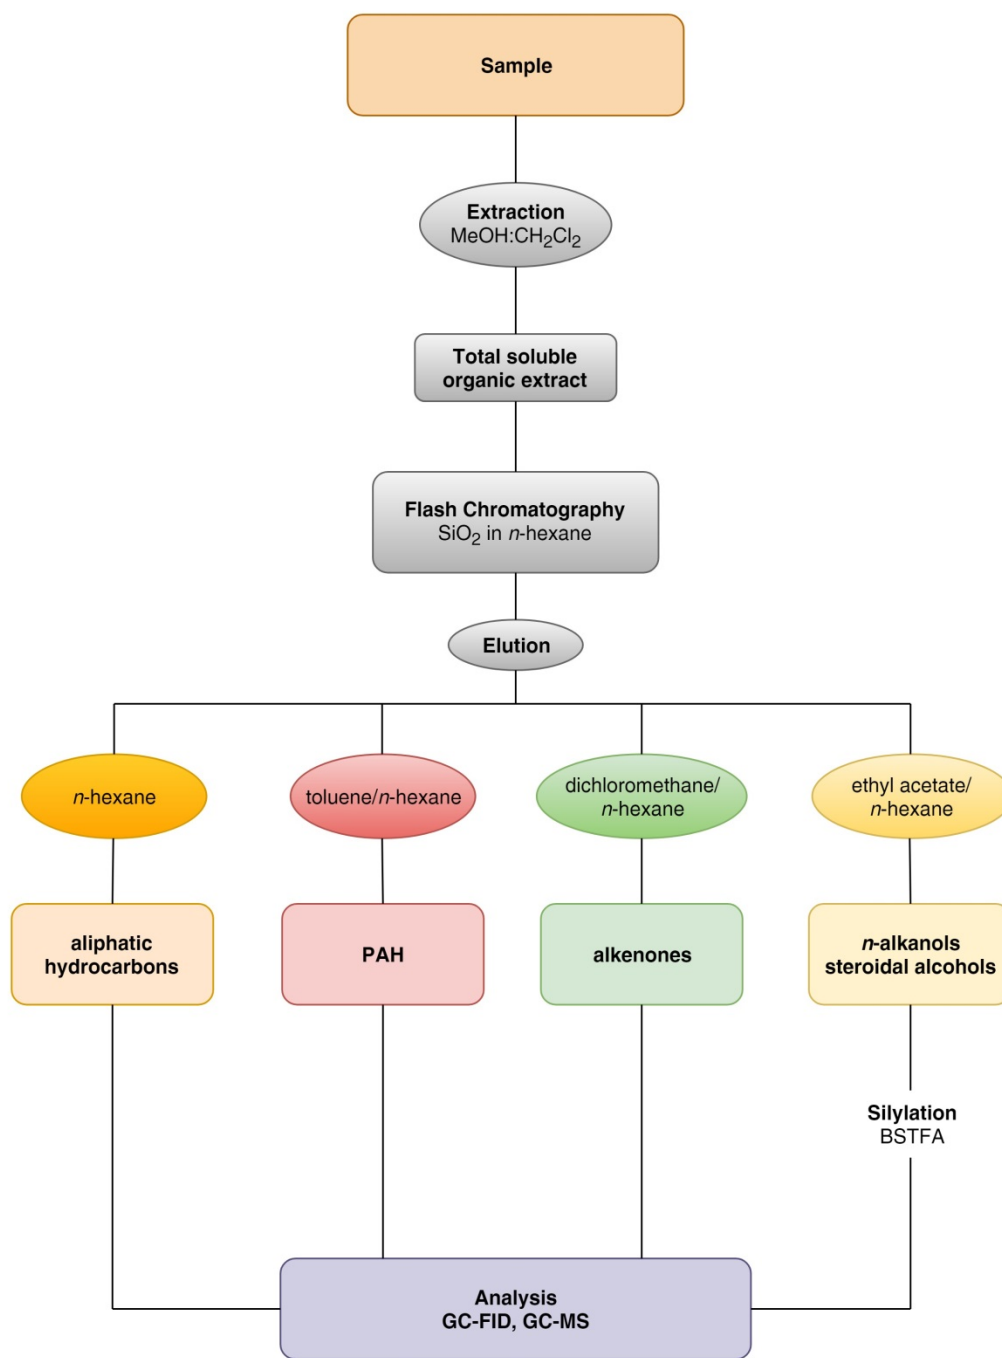 Sample
Extraction
MeOH:CH₂Cl₂
Total soluble
organic extract
Flash Chromatography
SiO₂ in n-hexane
Elution
n-hexane
toluene/n-hexane
dichloromethane/
n-hexane
ethyl acetate/
n-hexane
aliphatic
hydrocarbons
PAH
alkenones
n-alkanols
steroidal alcohols
Silylation
BSTFA
Analysis
GC-FID, GC-MS